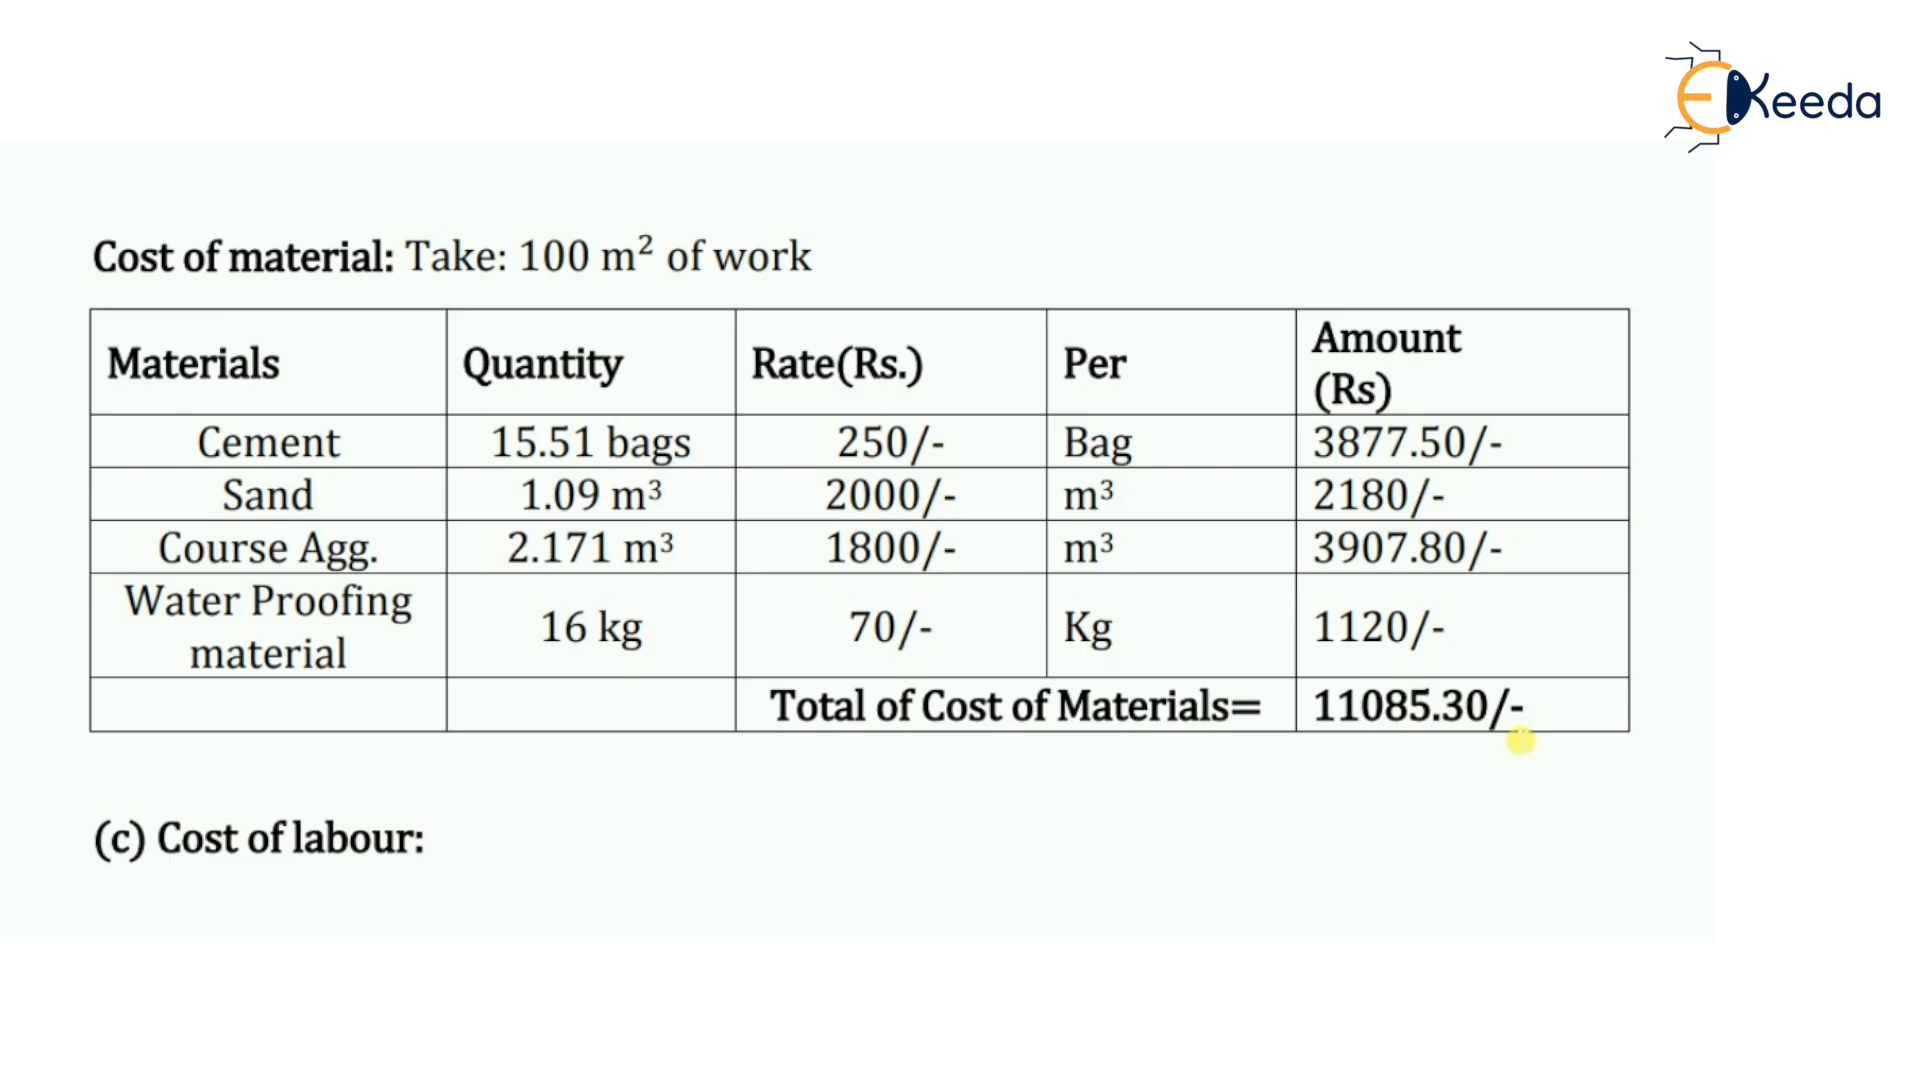 EKeeda
Cost of material: Take: 100 m² of work
Materials Quantity Rate(Rs.) Per Amount (Rs)
Cement 15.51 bags 250/- Bag 3877.50/-
Sand 1.09 m³ 2000/- m³ 2180/-
Course Agg. 2.171 m³ 1800/- m³ 3907.80/-
Water Proofing material 16 kg 70/- Kg 1120/-
Total of Cost of Materials= 11085.30/-
(c) Cost of labour: